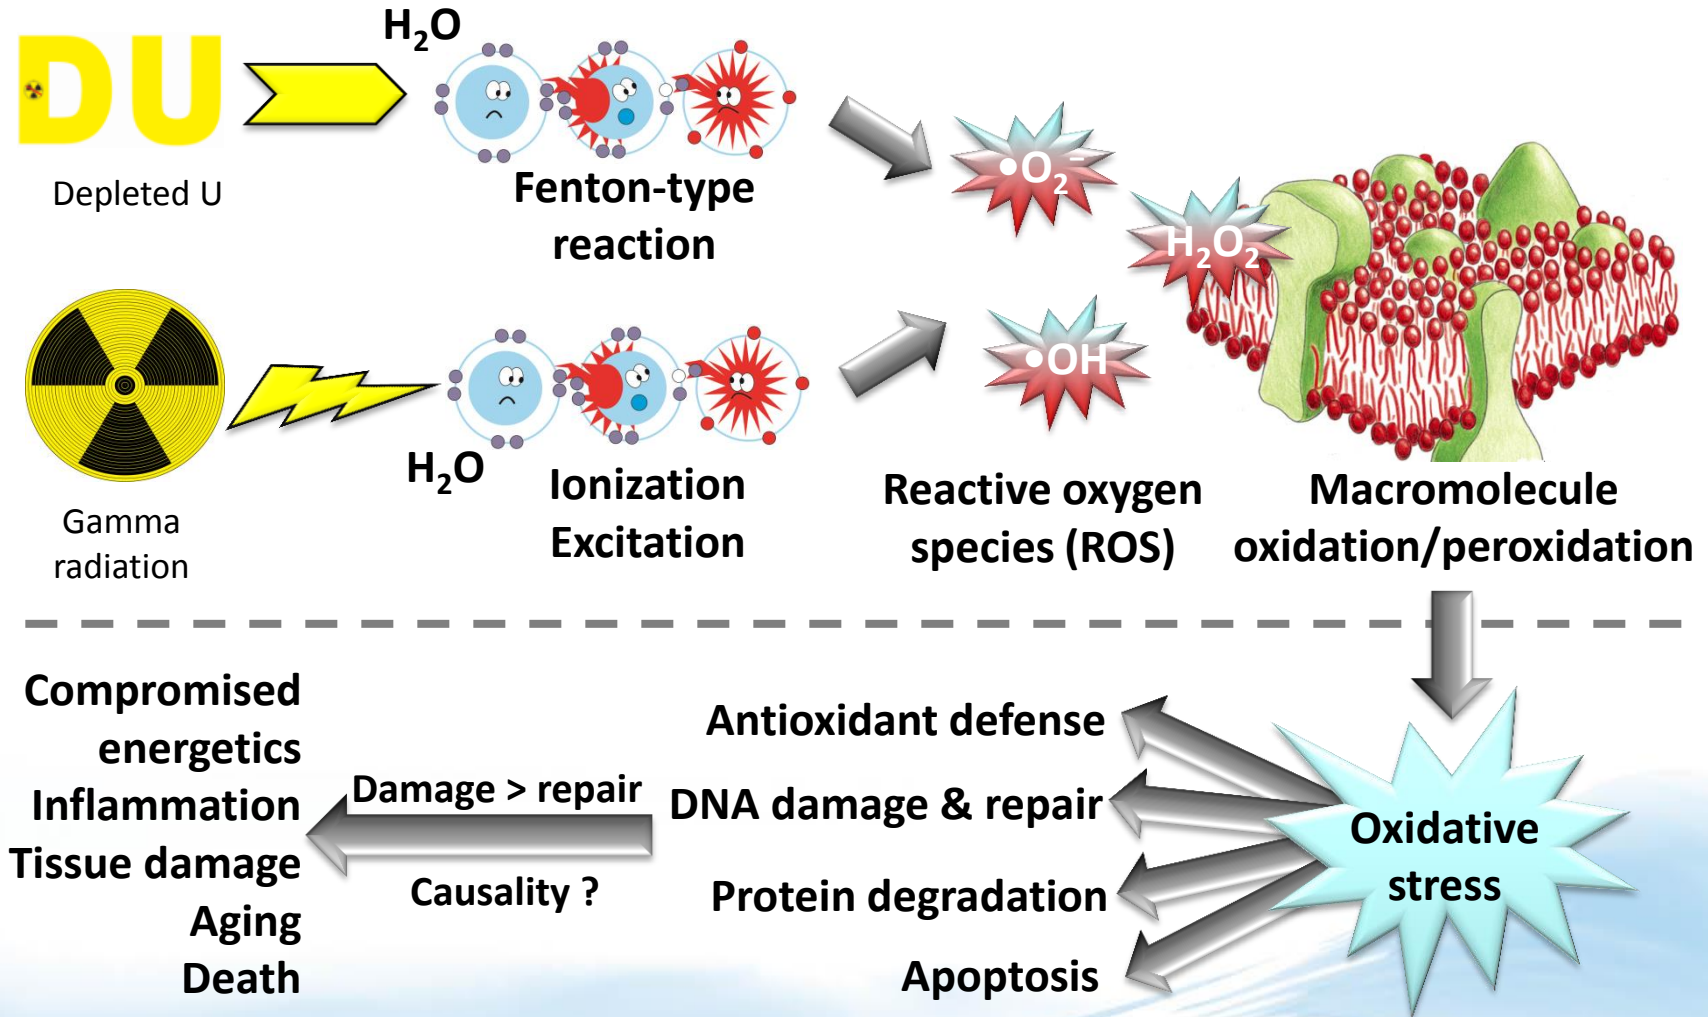 DU
Depleted U
H₂O
Fenton-type
reaction
Gamma
radiation
H₂O
Ionization
Excitation
•O₂⁻
H₂O₂
•OH
Reactive oxygen
species (ROS)
Macromolecule
oxidation/peroxidation
Oxidative
stress
Antioxidant defense
DNA damage & repair
Protein degradation
Apoptosis
Damage > repair
Causality ?
Compromised
energetics
Inflammation
Tissue damage
Aging
Death